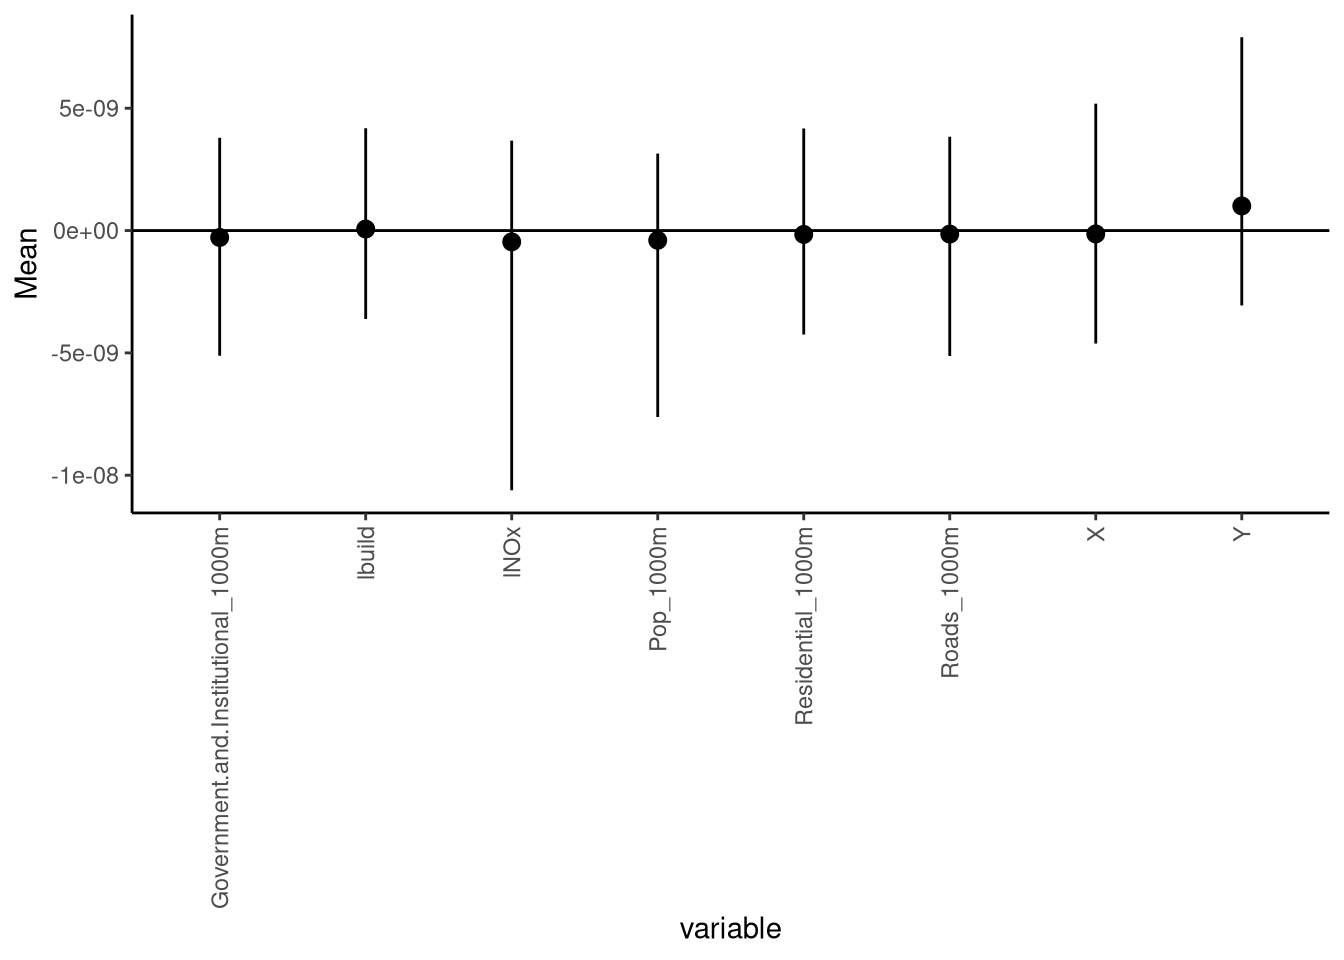 Mean
5e-09
0e+00
-5e-09
-1e-08
Government.and.Institutional_1000m
lbuild
lNOx
Pop_1000m
Residential_1000m
Roads_1000m
X
Y
variable